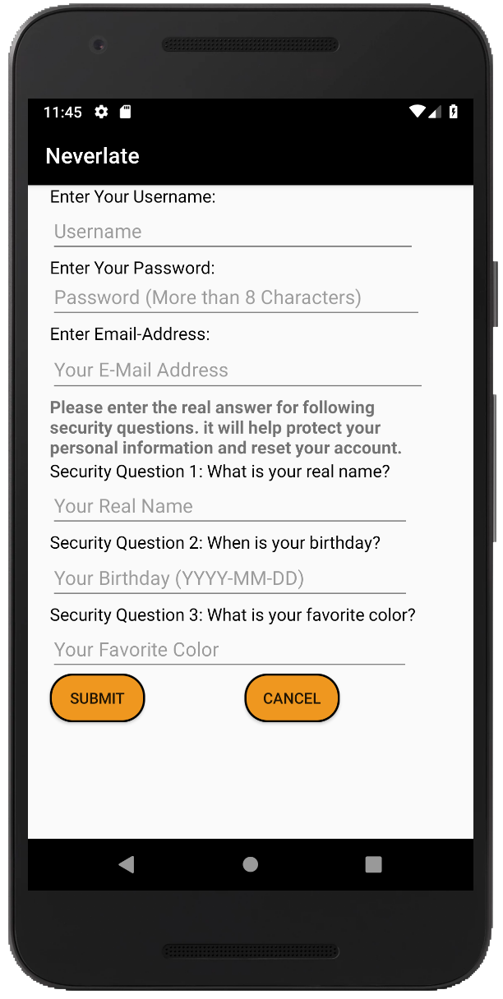 11:45
Neverlate
Enter Your Username:
Username
Enter Your Password:
Password (More than 8 Characters)
Enter Email-Address:
Your E-Mail Address
Please enter the real answer for following
security questions. it will help protect your
personal information and reset your account.
Security Question 1: What is your real name?
Your Real Name
Security Question 2: When is your birthday?
Your Birthday (YYYY-MM-DD)
Security Question 3: What is your favorite color?
Your Favorite Color
SUBMIT CANCEL